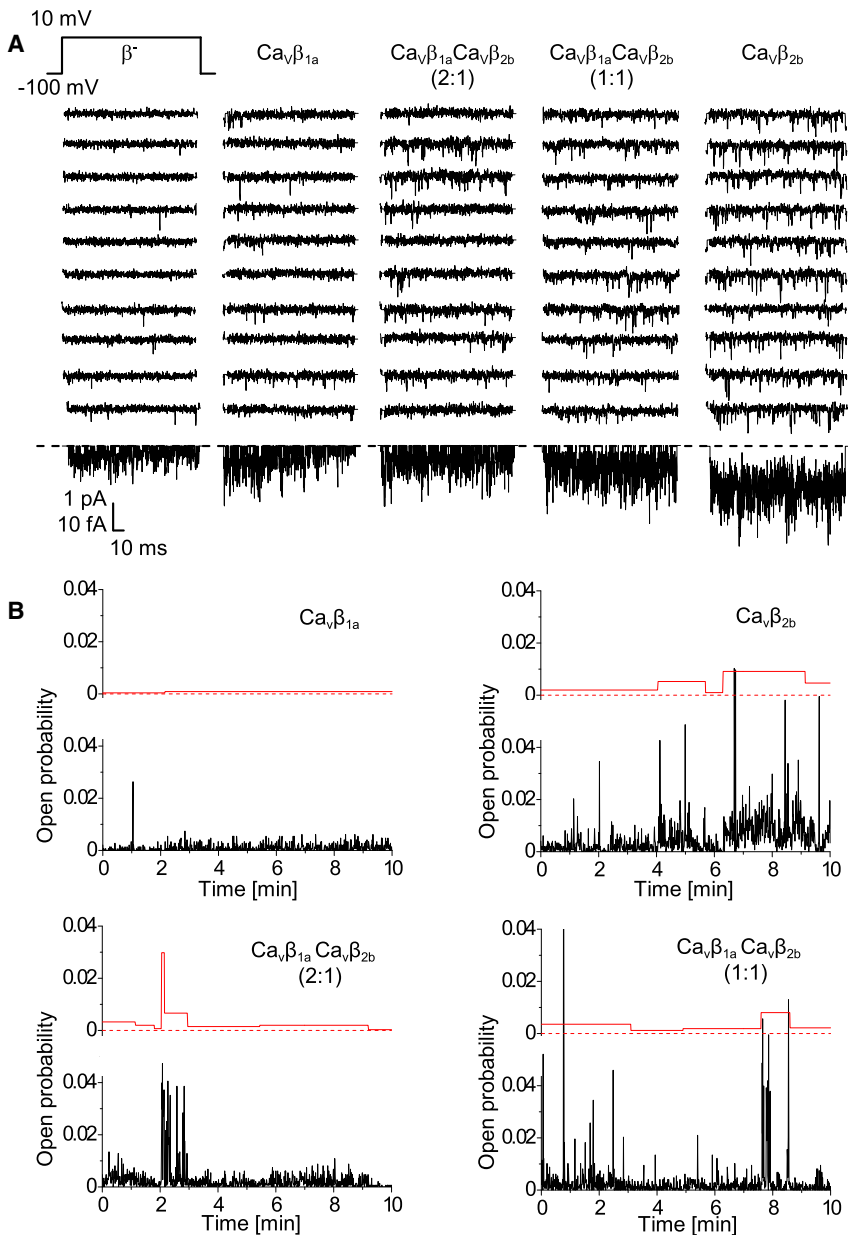 A
10 mV
-100 mV
β-
CaVβ1a
CaVβ1aCaVβ2b
(2:1)
CaVβ1aCaVβ2b
(1:1)
CaVβ2b
1 pA
10 fA
10 ms
B
Open probability
0.04
0.02
0
0.04
0.02
0
0 2 4 6 8 10
Time [min]
Cavβ1a
Open probability
0.04
0.02
0
0.04
0.02
0
0 2 4 6 8 10
Time [min]
Cavβ2b
Open probability
0.04
0.02
0
0.04
0.02
0
0 2 4 6 8 10
Time [min]
Cavβ1a Cavβ2b
(2:1)
Open probability
0.04
0.02
0
0.04
0.02
0
0 2 4 6 8 10
Time [min]
Cavβ1a Cavβ2b
(1:1)